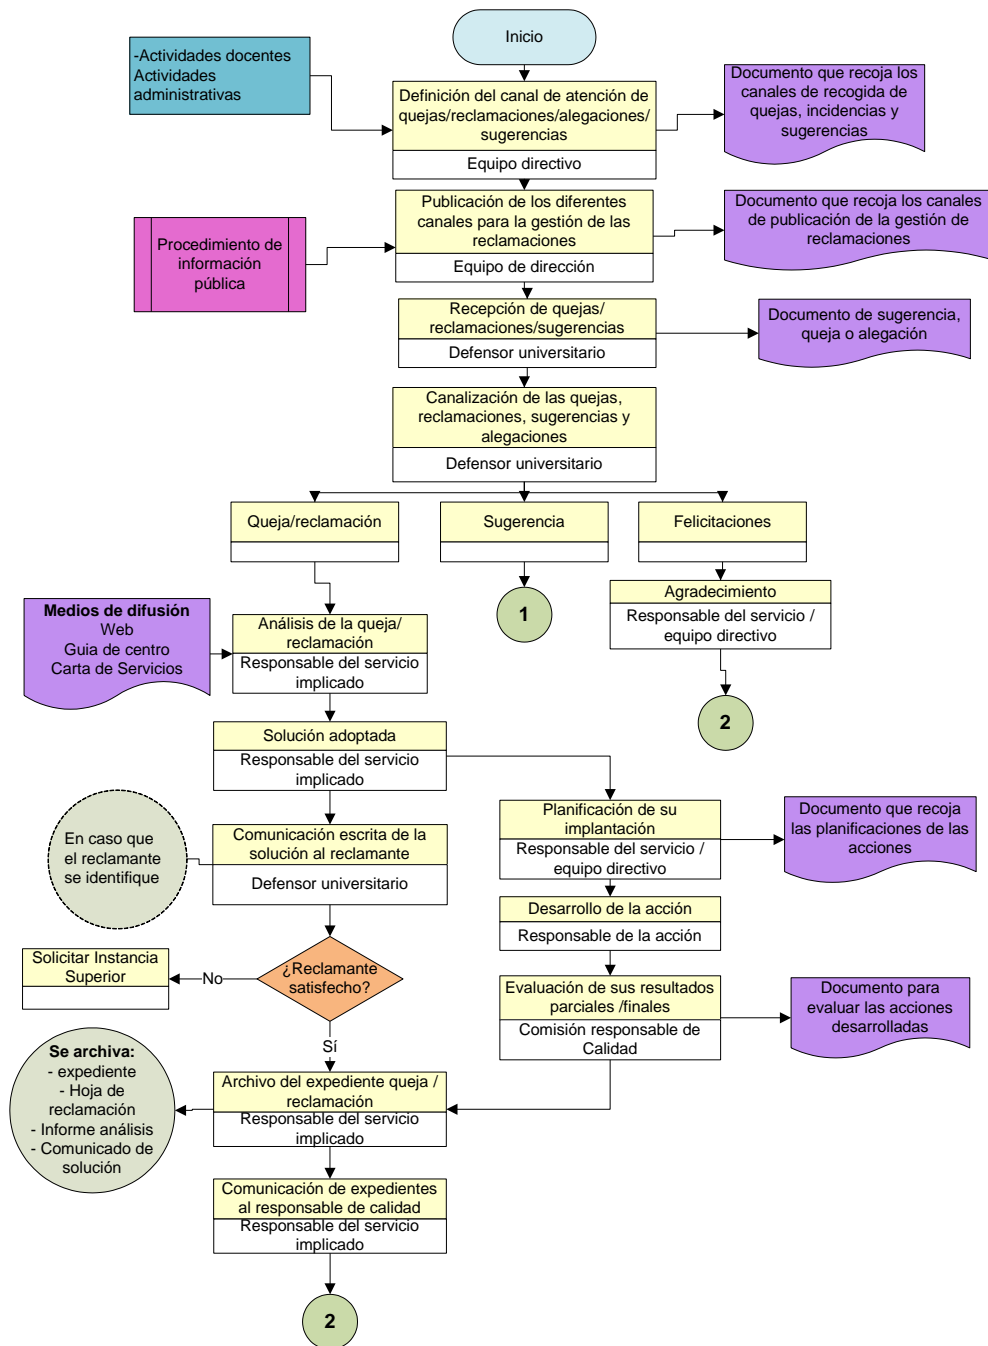 Inicio
-Actividades docentes
Actividades
administrativas
Definición del canal de atención de
quejas/reclamaciones/alegaciones/
sugerencias
Equipo directivo
Documento que recoja los
canales de recogida de
quejas, incidencias y
sugerencias
Procedimiento de
información
pública
Publicación de los diferentes
canales para la gestión de las
reclamaciones
Equipo de dirección
Documento que recoja los canales
de publicación de la gestión de
reclamaciones
Recepción de quejas/
reclamaciones/sugerencias
Defensor universitario
Documento de sugerencia,
queja o alegación
Canalización de las quejas,
reclamaciones, sugerencias y
alegaciones
Defensor universitario
Queja/reclamación
Sugerencia
Felicitaciones
1
Agradecimiento
Responsable del servicio /
equipo directivo
2
Medios de difusión
Web
Guia de centro
Carta de Servicios
Análisis de la queja/
reclamación
Responsable del servicio
implicado
Solución adoptada
Responsable del servicio
implicado
Planificación de su
implantación
Responsable del servicio /
equipo directivo
Documento que recoja
las planificaciones de las
acciones
En caso que
el reclamante
se identifique
Comunicación escrita de la
solución al reclamante
Defensor universitario
Desarrollo de la acción
Responsable de la acción
Solicitar Instancia
Superior
No
¿Reclamante
satisfecho?
Sí
Evaluación de sus resultados
parciales /finales
Comisión responsable de
Calidad
Documento para
evaluar las acciones
desarrolladas
Se archiva:
- expediente
- Hoja de
reclamación
- Informe análisis
- Comunicado de
solución
Archivo del expediente queja /
reclamación
Responsable del servicio
implicado
Comunicación de expedientes
al responsable de calidad
Responsable del servicio
implicado
2